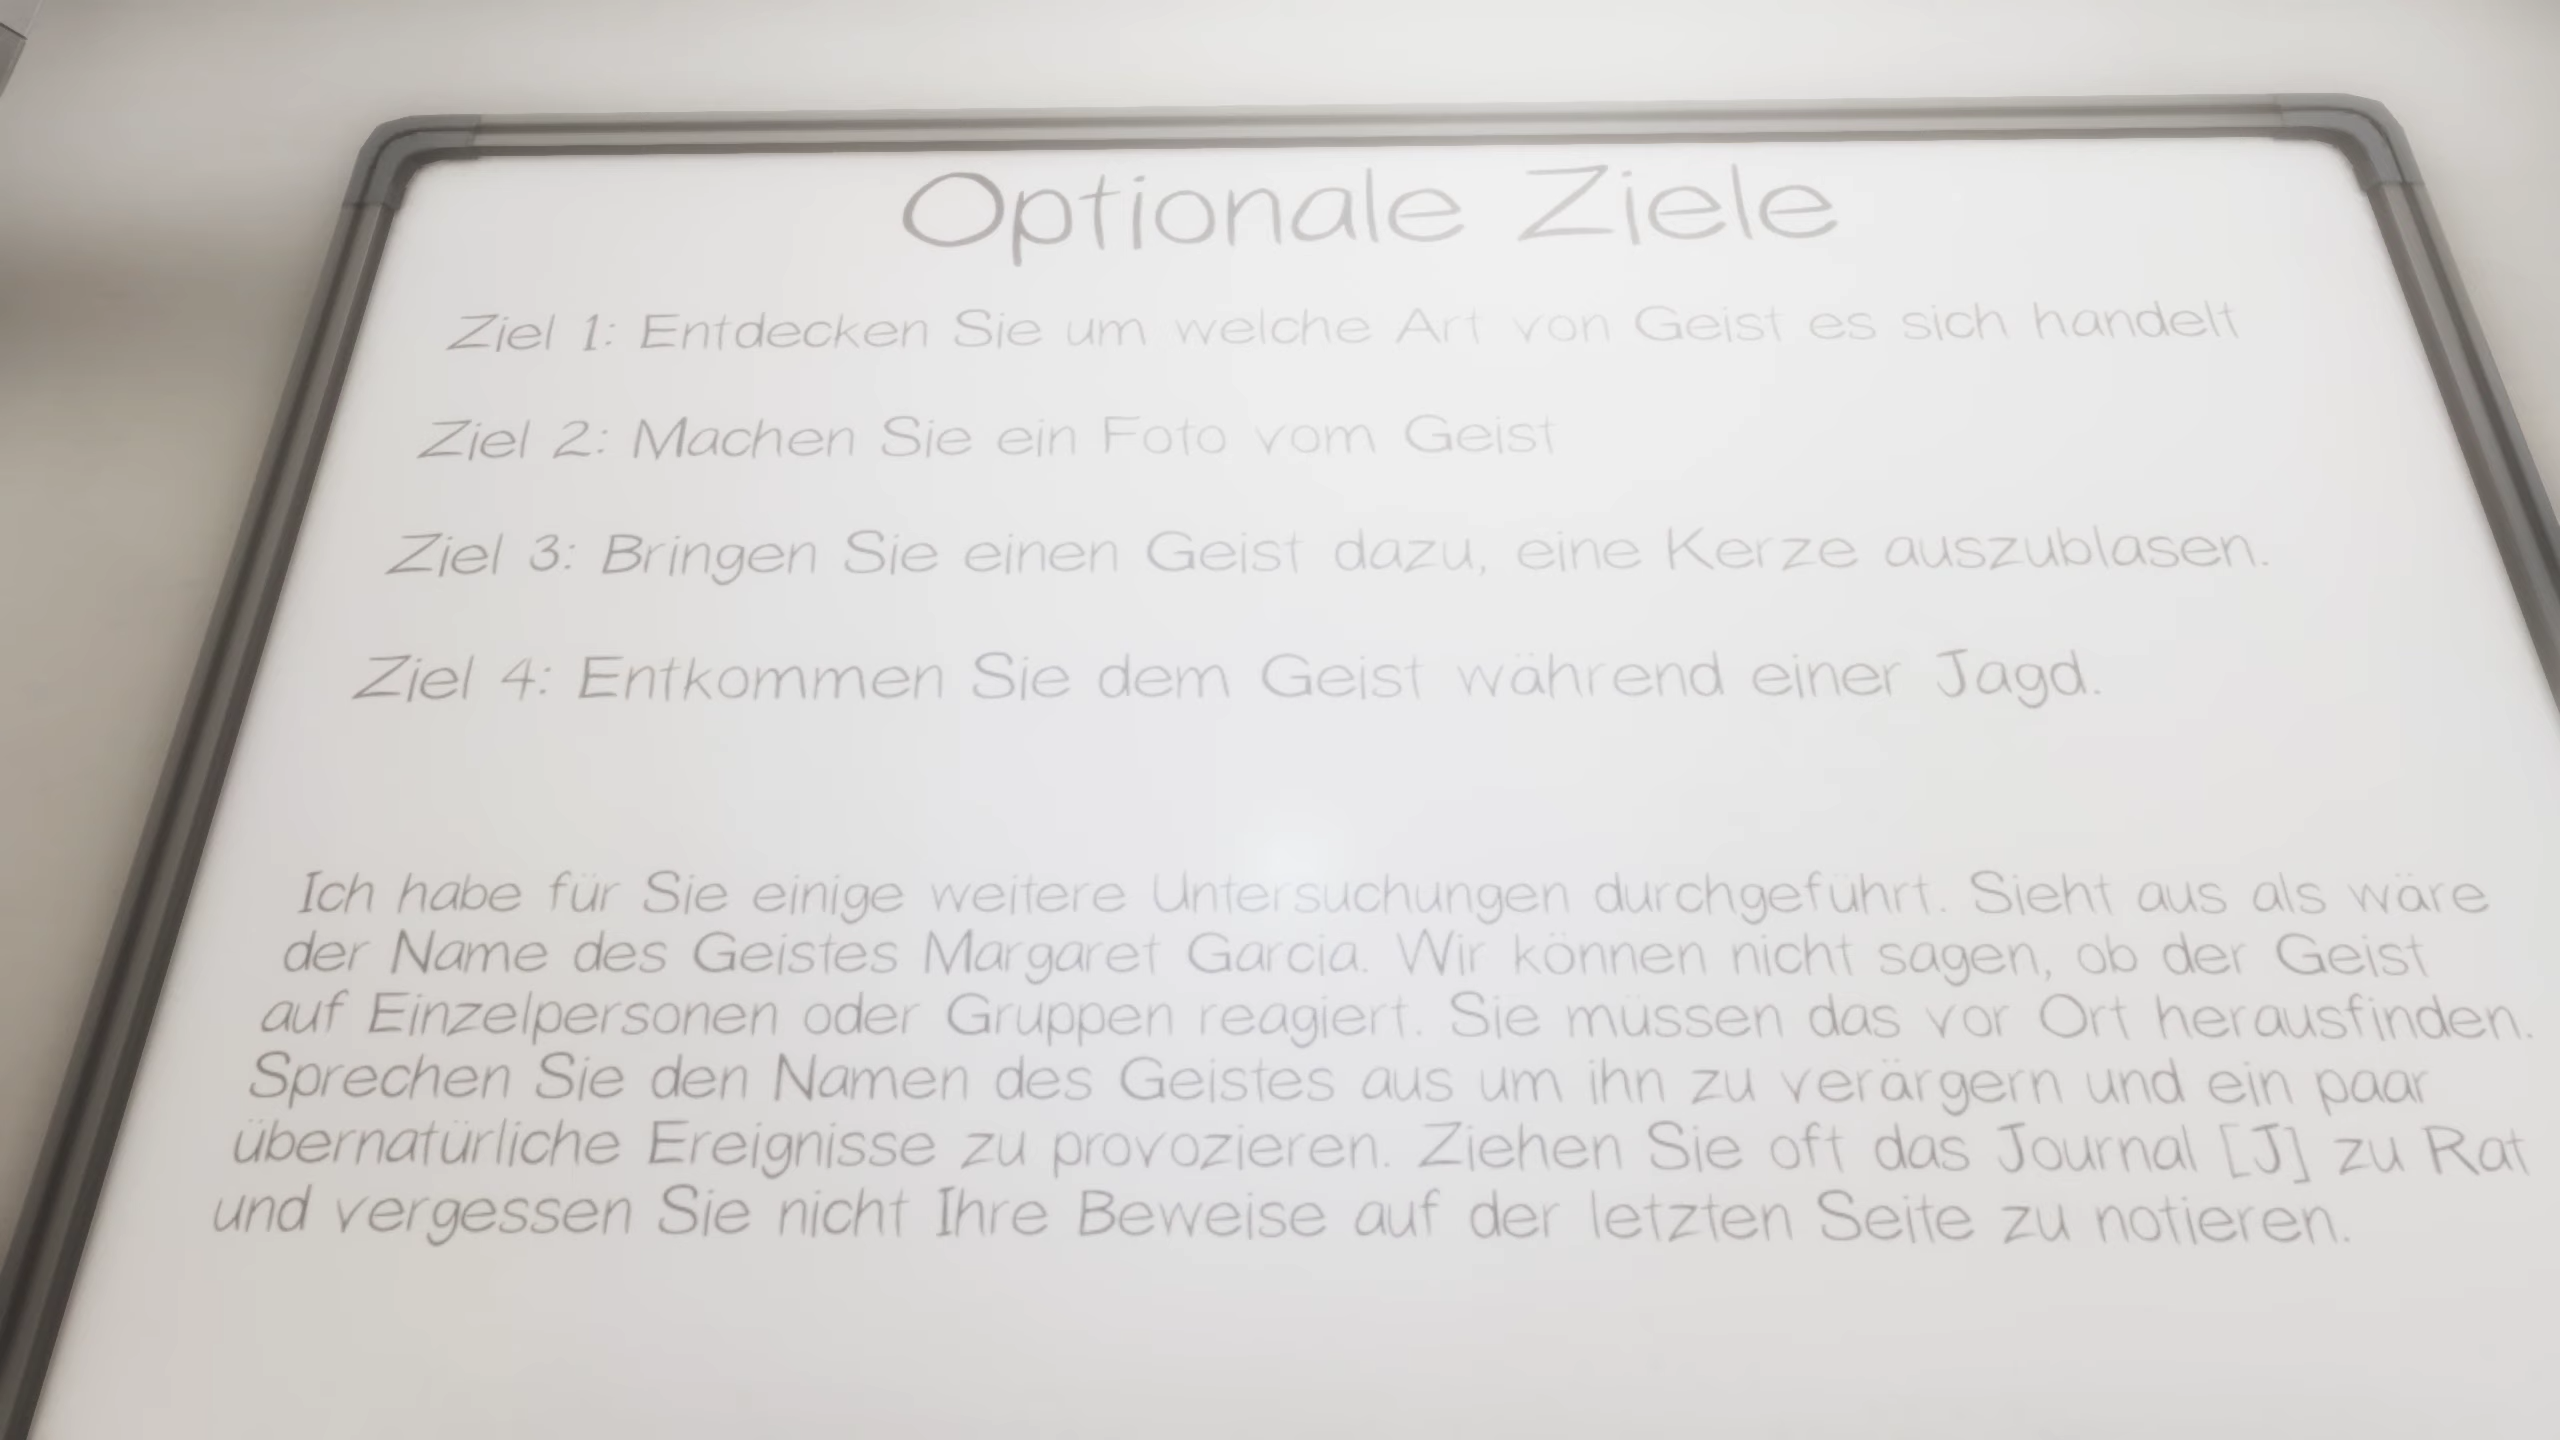 Optionale Ziele
Ziel 1: Entdecken Sie um welche Art von Geist es sich handelt
Ziel 2: Machen Sie ein Foto vom Geist
Ziel 3: Bringen Sie einen Geist dazu, eine Kerze auszublasen.
Ziel 4: Entkommen Sie dem Geist während einer Jagd.
Ich habe für Sie einige weitere Untersuchungen durchgeführt. Sieht aus als wäre
der Name des Geistes Margaret Garcia. Wir können nicht sagen, ob der Geist
auf Einzelpersonen oder Gruppen reagiert. Sie müssen das vor Ort herausfinden.
Sprechen Sie den Namen des Geistes aus um ihn zu verärgern und ein paar
übernatürliche Ereignisse zu provozieren. Ziehen Sie oft das Journal [J] zu Rat
und vergessen Sie nicht Ihre Beweise auf der letzten Seite zu notieren.